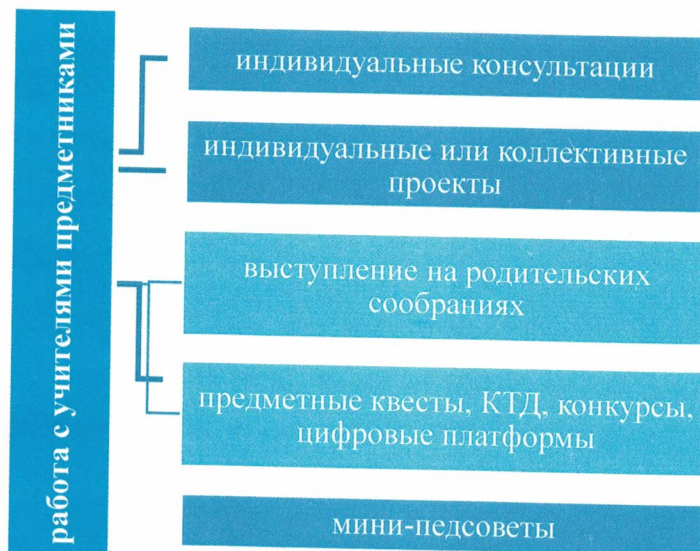 работа с учителями предметниками
индивидуальные консультации
индивидуальные или коллективные
проекты
выступление на родительских
сообраниях
предметные квесты, КТД, конкурсы,
цифровые платформы
мини-педсоветы